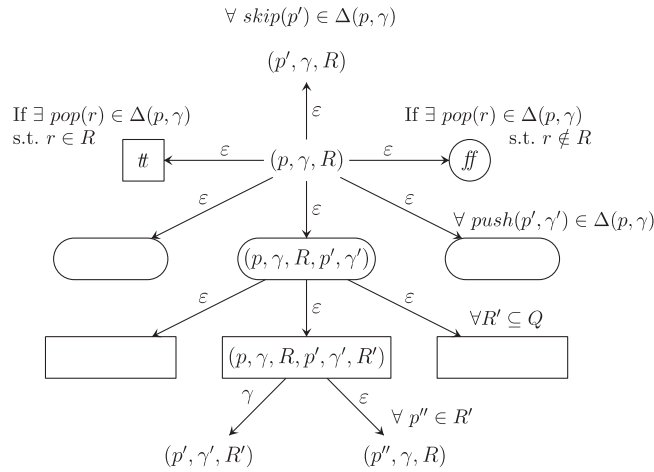 ∀ skip(p′) ∈ Δ(p, γ)
(p′, γ, R)
If ∃ pop(r) ∈ Δ(p, γ)
s.t. r ∈ R
ε
If ∃ pop(r) ∈ Δ(p, γ)
s.t. r ∉ R
tt
ε
(p, γ, R)
ε
ff
ε
ε
ε
∀ push(p′, γ′) ∈ Δ(p, γ)
(p, γ, R, p′, γ′)
ε
ε
ε
∀R′ ⊆ Q
(p, γ, R, p′, γ′, R′)
γ
ε
∀ p″ ∈ R′
(p′, γ′, R′)
(p″, γ, R)